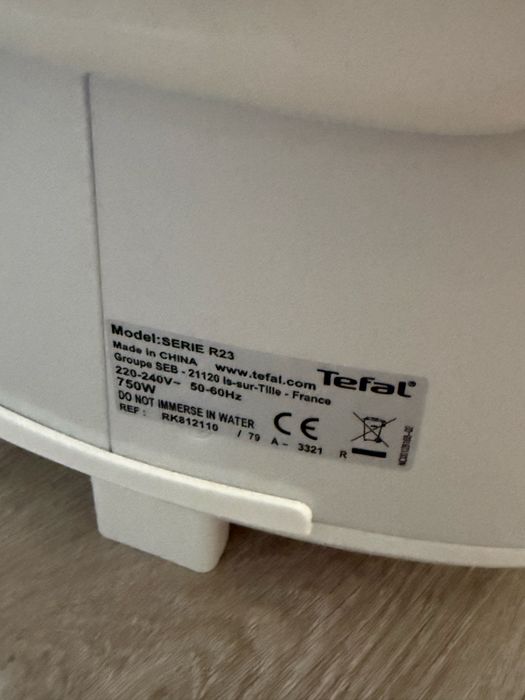 Model:SERIE R23
Made in CHINA www.tefal.com
Groupe SEB - 21120 Is-sur-Tille - France
Tefal®
220-240V~ 50-60Hz
750W
DO NOT IMMERSE IN WATER
CE
REF: RK812110 / 79 A - 3321 R